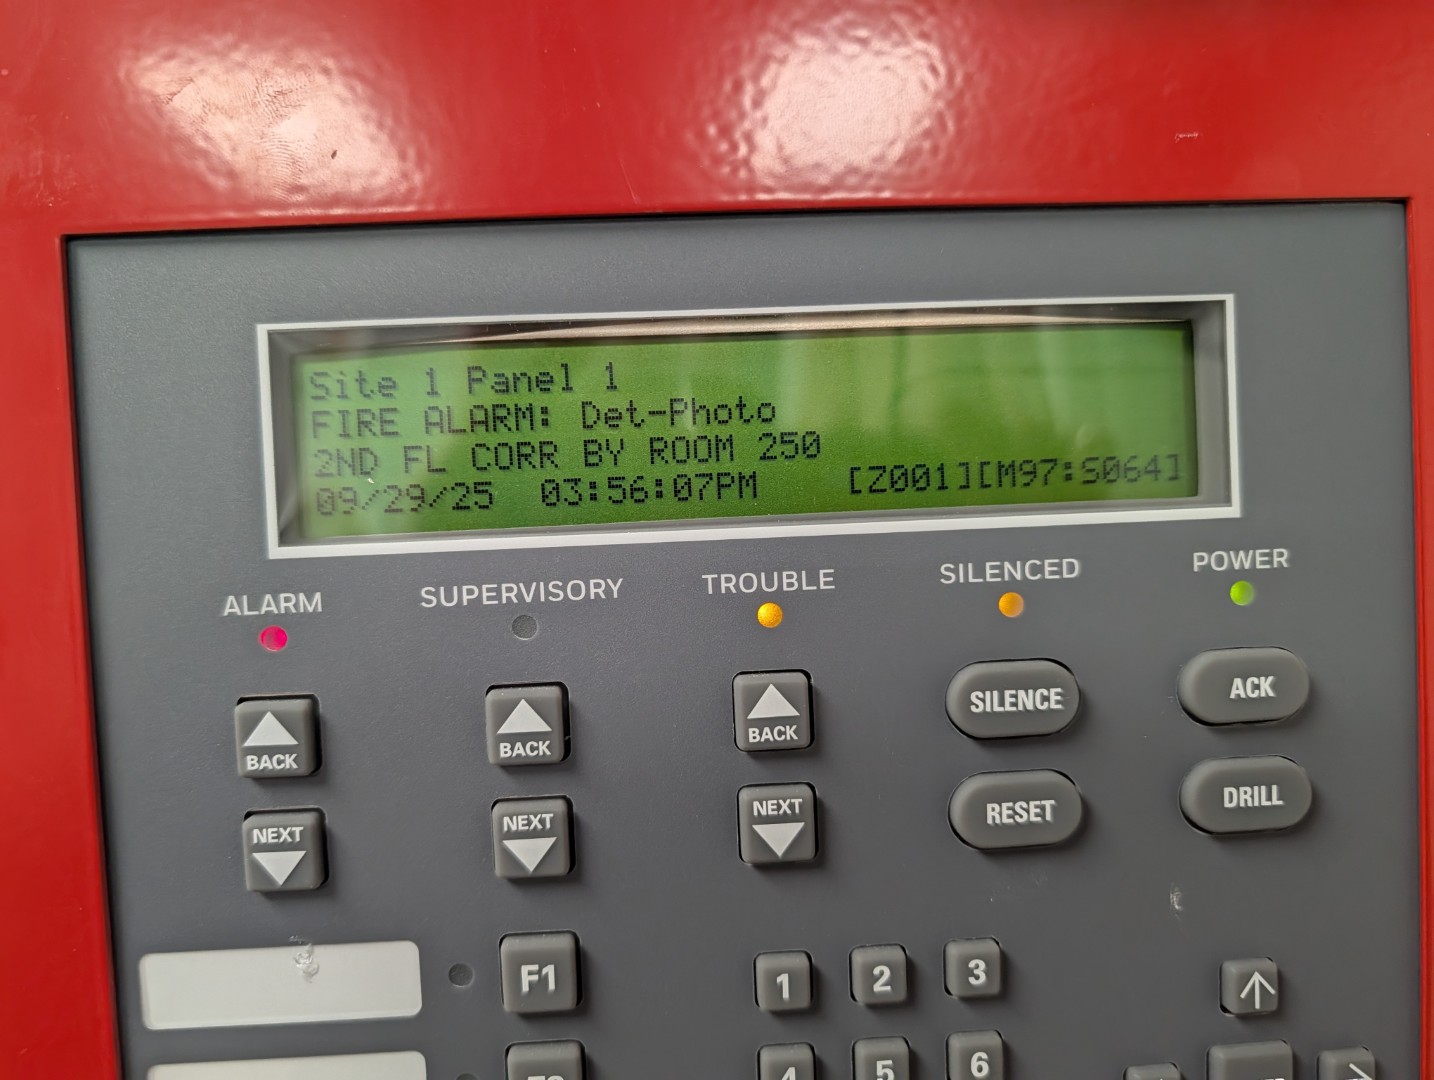 Site 1 Panel 1
FIRE ALARM: Det-Photo
2ND FL CORR BY ROOM 250
09/29/25 03:56:07PM [Z001][M97:S064]
ALARM SUPERVISORY TROUBLE SILENCED POWER
BACK BACK BACK SILENCE ACK
NEXT NEXT NEXT RESET DRILL
F1 1 2 3
4 5 6